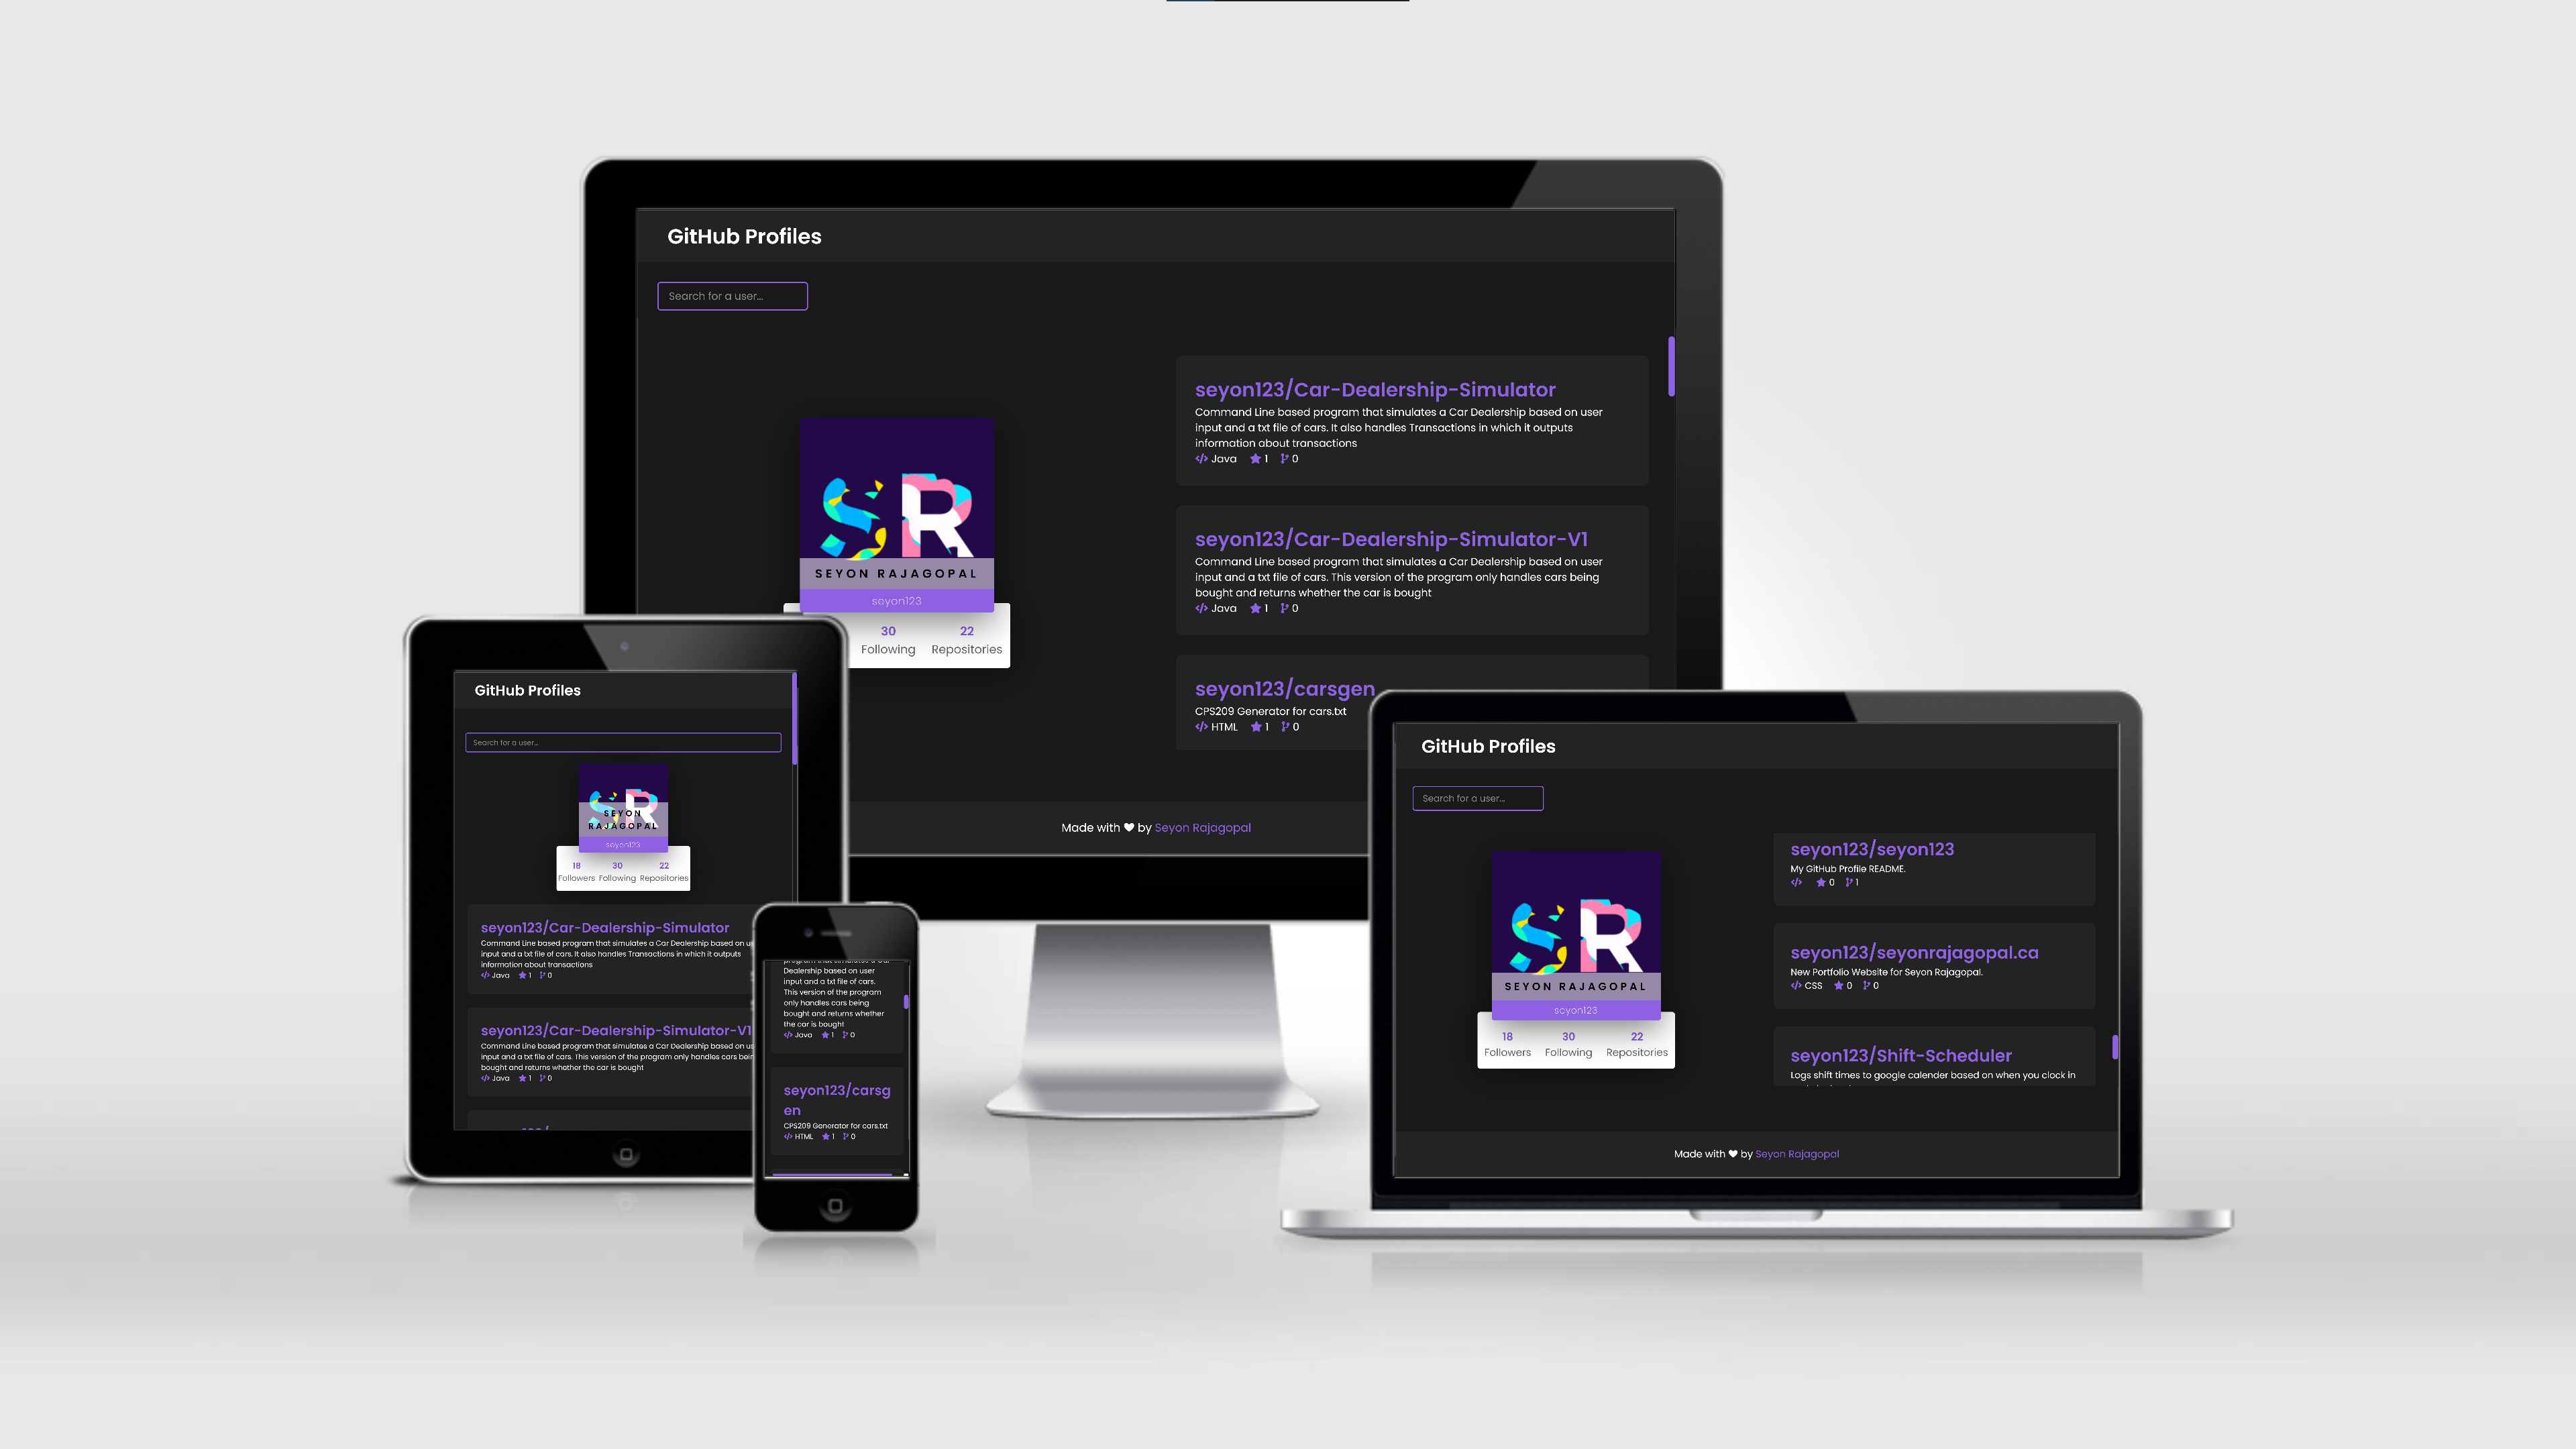 GitHub Profiles
Search for a user...
SR
SEYON RAJAGOPAL
seyon123
30
22
Following
Repositories
seyon123/Car-Dealership-Simulator
Command Line based program that simulates a Car Dealership based on user
input and a txt file of cars. It also handles Transactions in which it outputs
information about transactions
Java 1 0
seyon123/Car-Dealership-Simulator-V1
Command Line based program that simulates a Car Dealership based on user
input and a txt file of cars. This version of the program only handles cars being
bought and returns whether the car is bought
Java 1 0
seyon123/carsgen
CPS209 Generator for cars.txt
HTML 1 0
Made with ♥ by Seyon Rajagopal
GitHub Profiles
Search for a user...
SR
SEYON
RAJAGOPAL
seyon123
18 30 22
Followers Following Repositories
seyon123/Car-Dealership-Simulator
Command Line based program that simulates a Car Dealership based on
input and a txt file of cars. It also handles Transactions in which it outputs
information about transactions
Java 1 0
seyon123/Car-Dealership-Simulator-V1
Command Line based program that simulates a Car Dealership based on
input and a txt file of cars. This version of the program only handles cars
bought and returns whether the car is bought
Java 1 0
program that simulates a Car
Dealership based on user
input and a txt file of cars.
This version of the program
only handles cars being
bought and returns whether
the car is bought
Java 1 0
seyon123/carsg
en
CPS209 Generator for cars.txt
HTML 1 0
GitHub Profiles
Search for a user...
SR
SEYON RAJAGOPAL
seyon123
18 30 22
Followers Following Repositories
seyon123/seyon123
My GitHub Profile README.
0 1
seyon123/seyonrajagopal.ca
New Portfolio Website for Seyon Rajagopal.
CSS 0 0
seyon123/Shift-Scheduler
Logs shift times to google calender based on when you clock in
Made with ♥ by Seyon Rajagopal